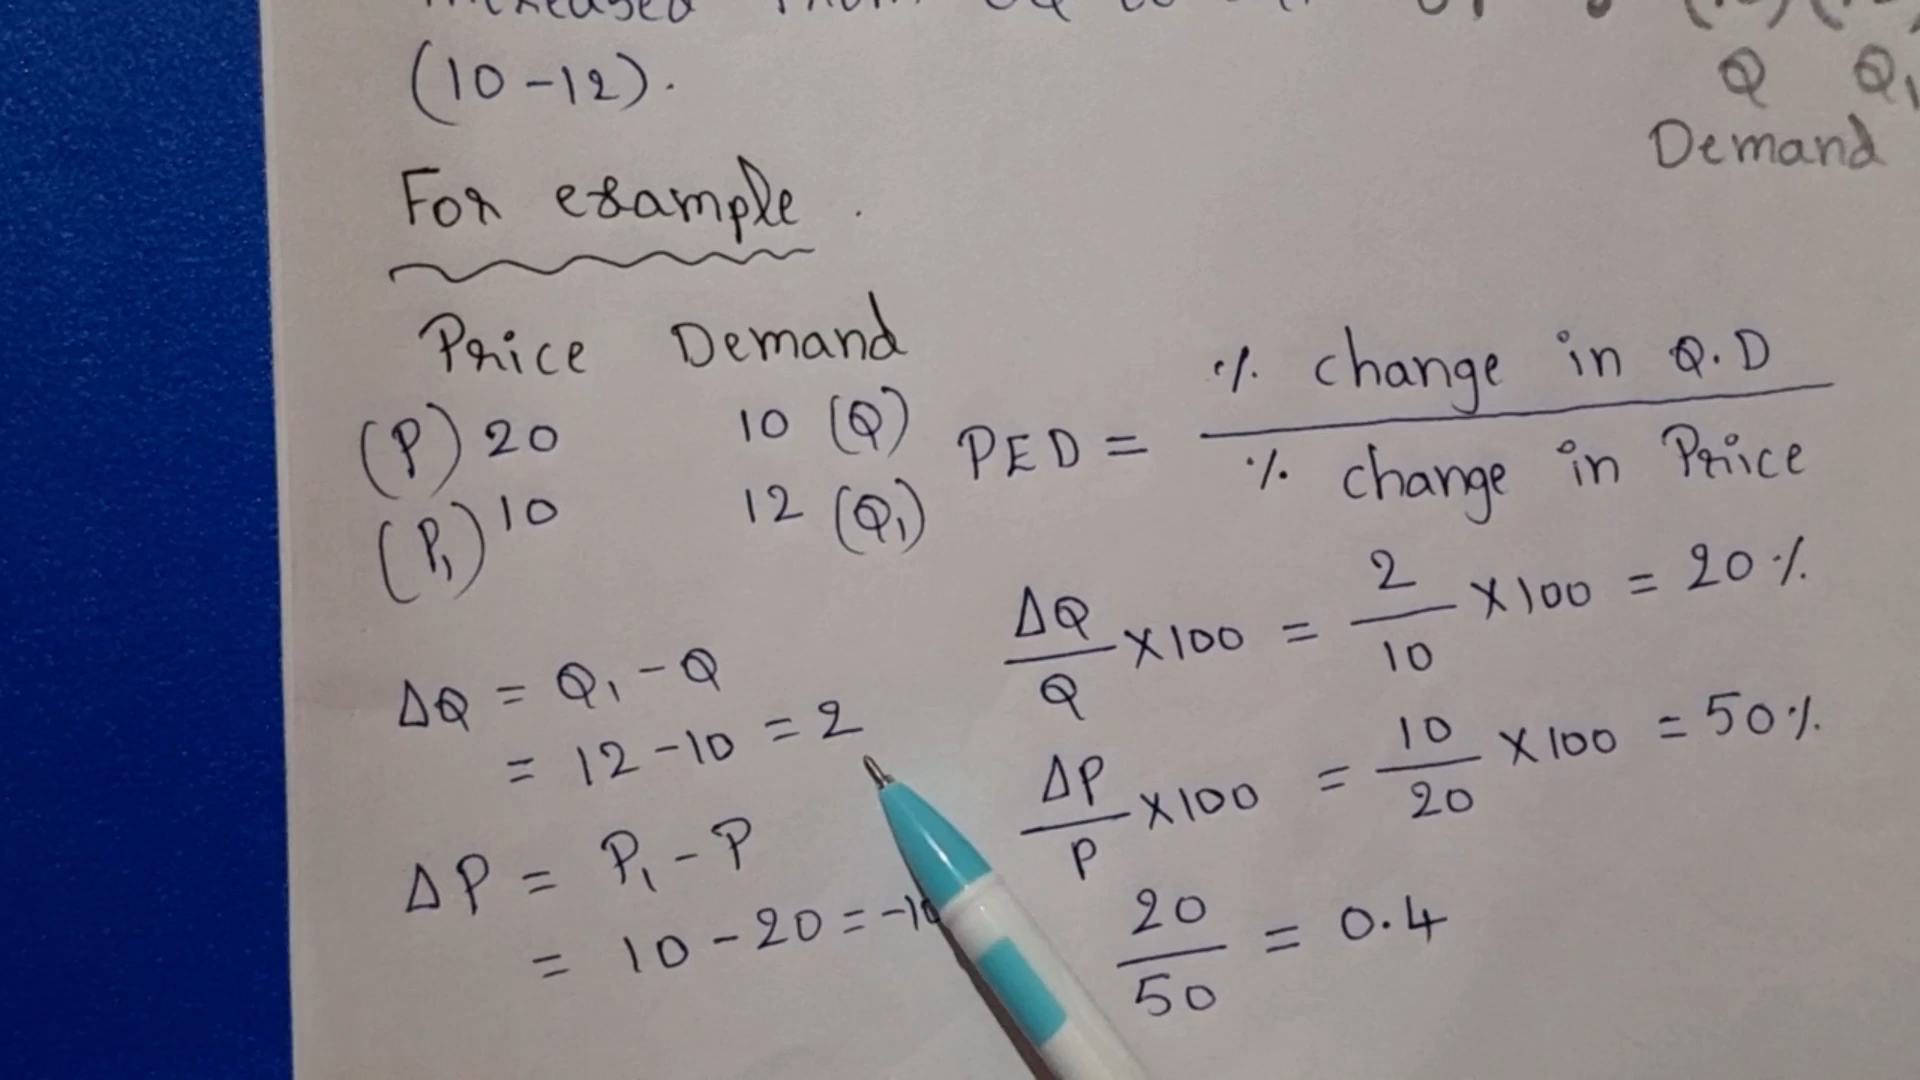 (10-12).
Q Q1
Demand
For example.
Price Demand
(P) 20 10 (Q)
(P1) 10 12 (Q1)
PED = % change in Q.D / % change in Price
ΔQ = Q1 - Q
= 12 - 10 = 2
ΔP = P1 - P
= 10 - 20 = -10
ΔQ/Q × 100 = 2/10 × 100 = 20 %
ΔP/P × 100 = 10/20 × 100 = 50 %
20/50 = 0.4